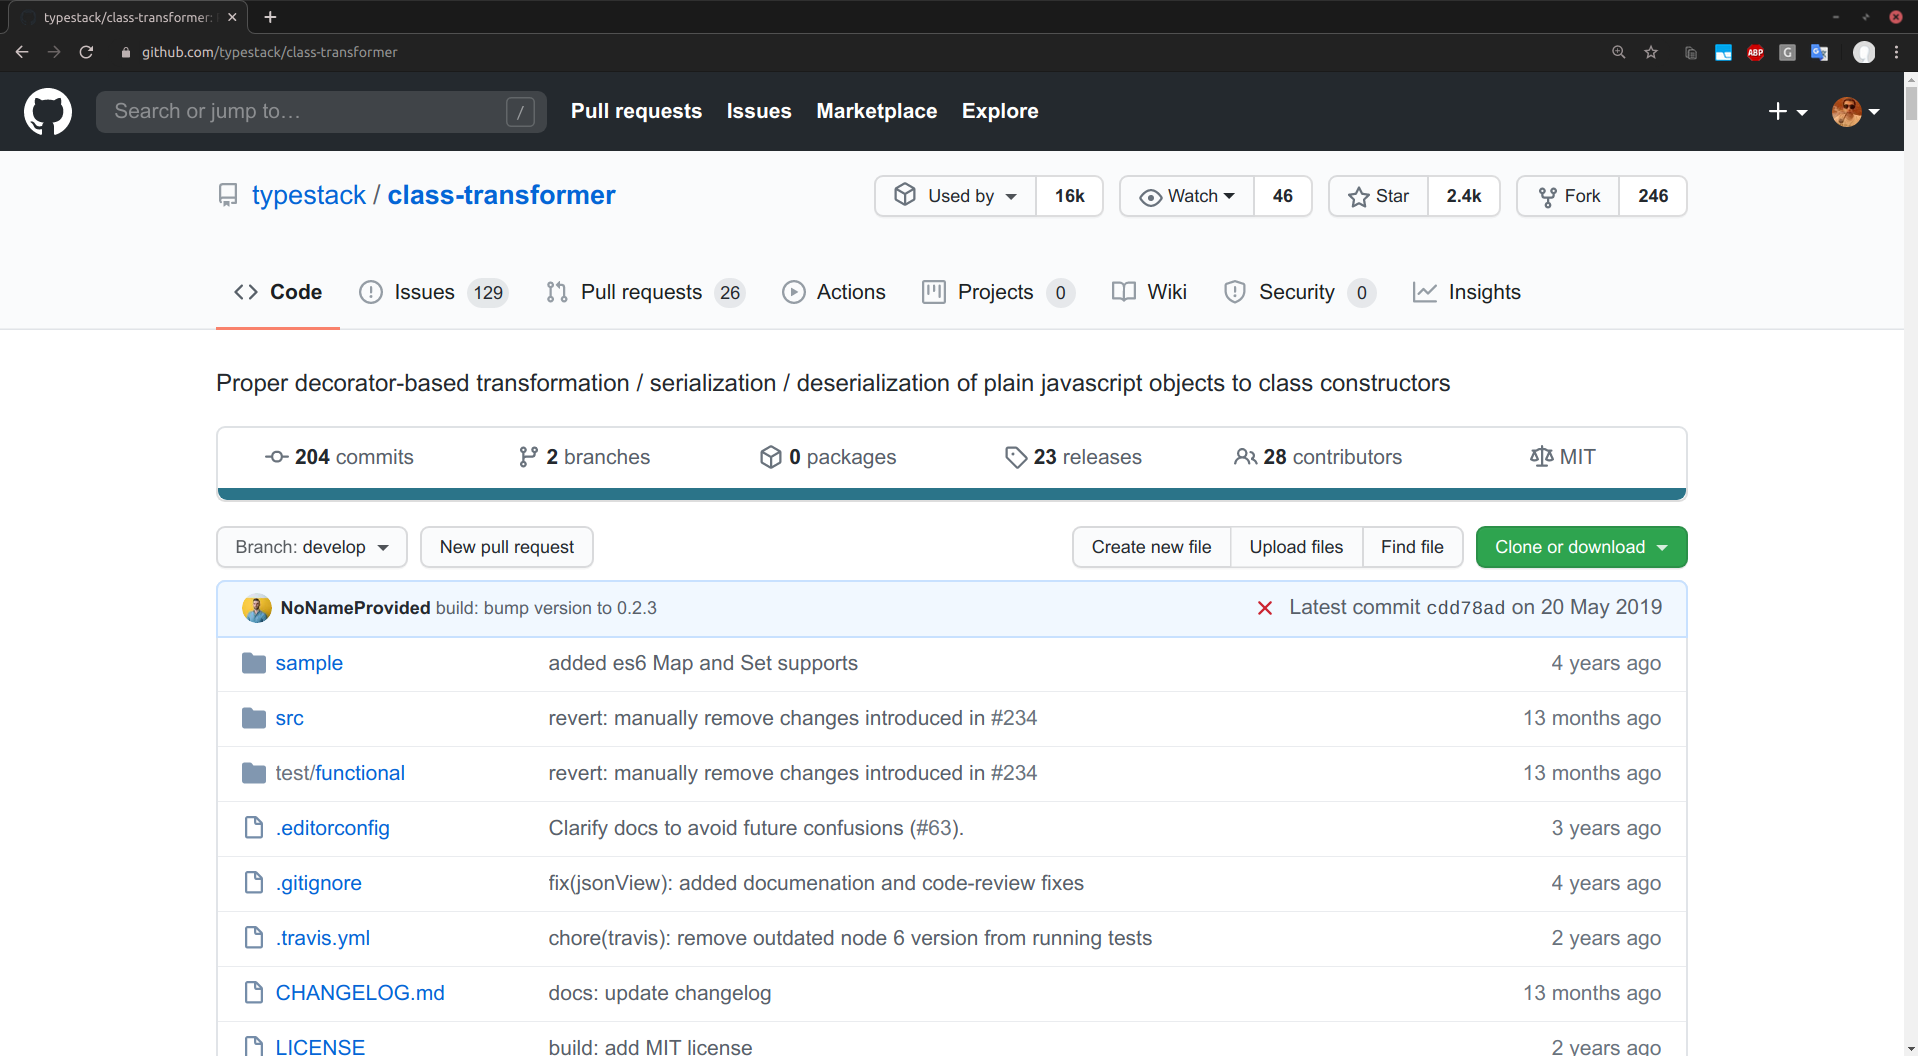 typestack/class-transformer:
github.com/typestack/class-transformer
ABP
G
Search or jump to…
/
Pull requests Issues Marketplace Explore
typestack / class-transformer
Used by 16k
Watch 46
Star 2.4k
Fork 246
Code
Issues 129
Pull requests 26
Actions
Projects 0
Wiki
Security 0
Insights
Proper decorator-based transformation / serialization / deserialization of plain javascript objects to class constructors
204 commits
2 branches
0 packages
23 releases
28 contributors
MIT
Branch: develop
New pull request
Create new file
Upload files
Find file
Clone or download
NoNameProvided build: bump version to 0.2.3
Latest commit cdd78ad on 20 May 2019
sample added es6 Map and Set supports 4 years ago
src revert: manually remove changes introduced in #234 13 months ago
test/functional revert: manually remove changes introduced in #234 13 months ago
.editorconfig Clarify docs to avoid future confusions (#63). 3 years ago
.gitignore fix(jsonView): added documenation and code-review fixes 4 years ago
.travis.yml chore(travis): remove outdated node 6 version from running tests 2 years ago
CHANGELOG.md docs: update changelog 13 months ago
LICENSE build: add MIT license 2 years ago